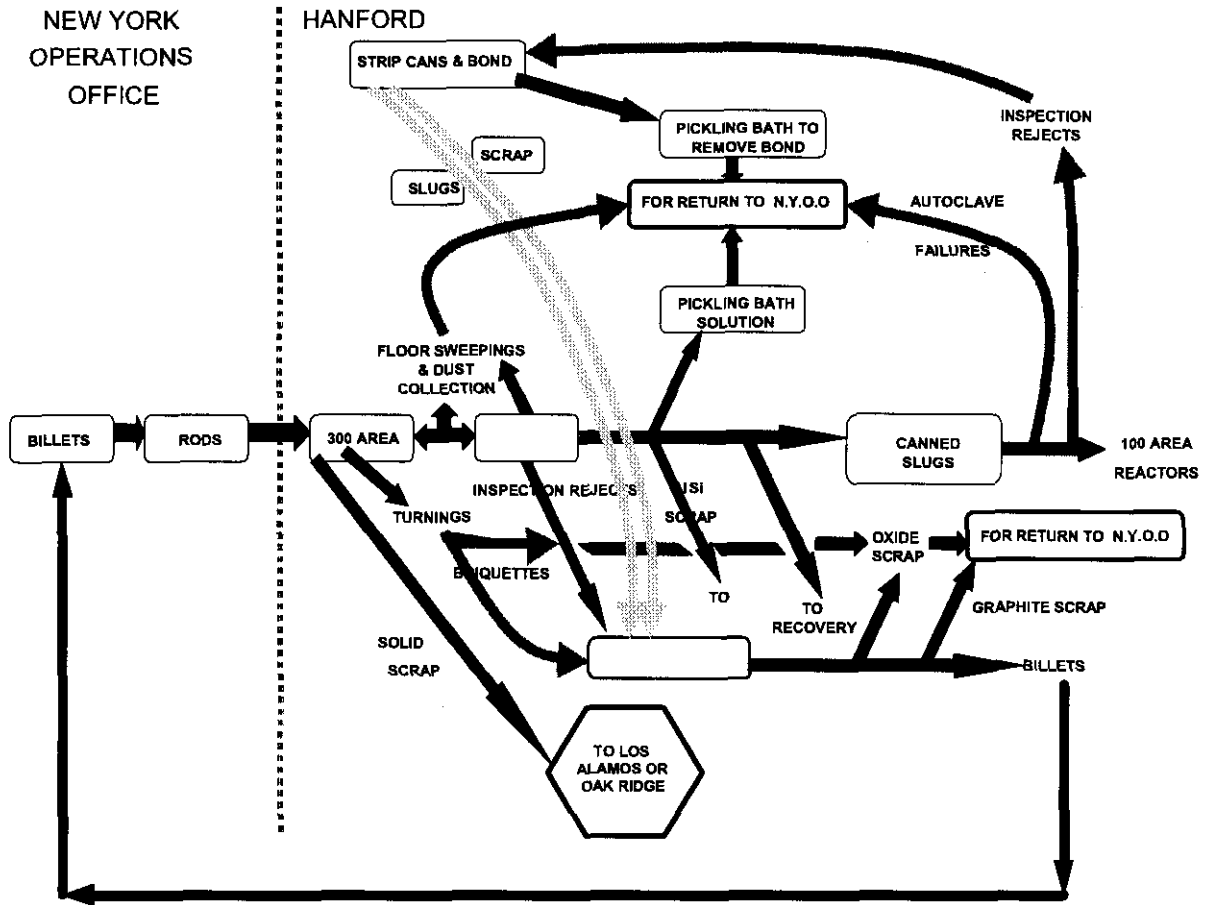 NEW YORK
OPERATIONS
OFFICE
HANFORD
STRIP CANS & BOND
PICKLING BATH TO
REMOVE BOND
INSPECTION
REJECTS
SCRAP
SLUGS
FOR RETURN TO N.Y.O.O
AUTOCLAVE
FAILURES
PICKLING BATH
SOLUTION
FLOOR SWEEPINGS
& DUST
COLLECTION
BILLETS
RODS
300 AREA
CANNED
SLUGS
100 AREA
REACTORS
INSPECTION REJECTS
SCRAP
TURNINGS
OXIDE
SCRAP
FOR RETURN TO N.Y.O.O
BRIQUETTES
TO
TO
RECOVERY
GRAPHITE SCRAP
SOLID
SCRAP
BILLETS
TO LOS
ALAMOS OR
OAK RIDGE